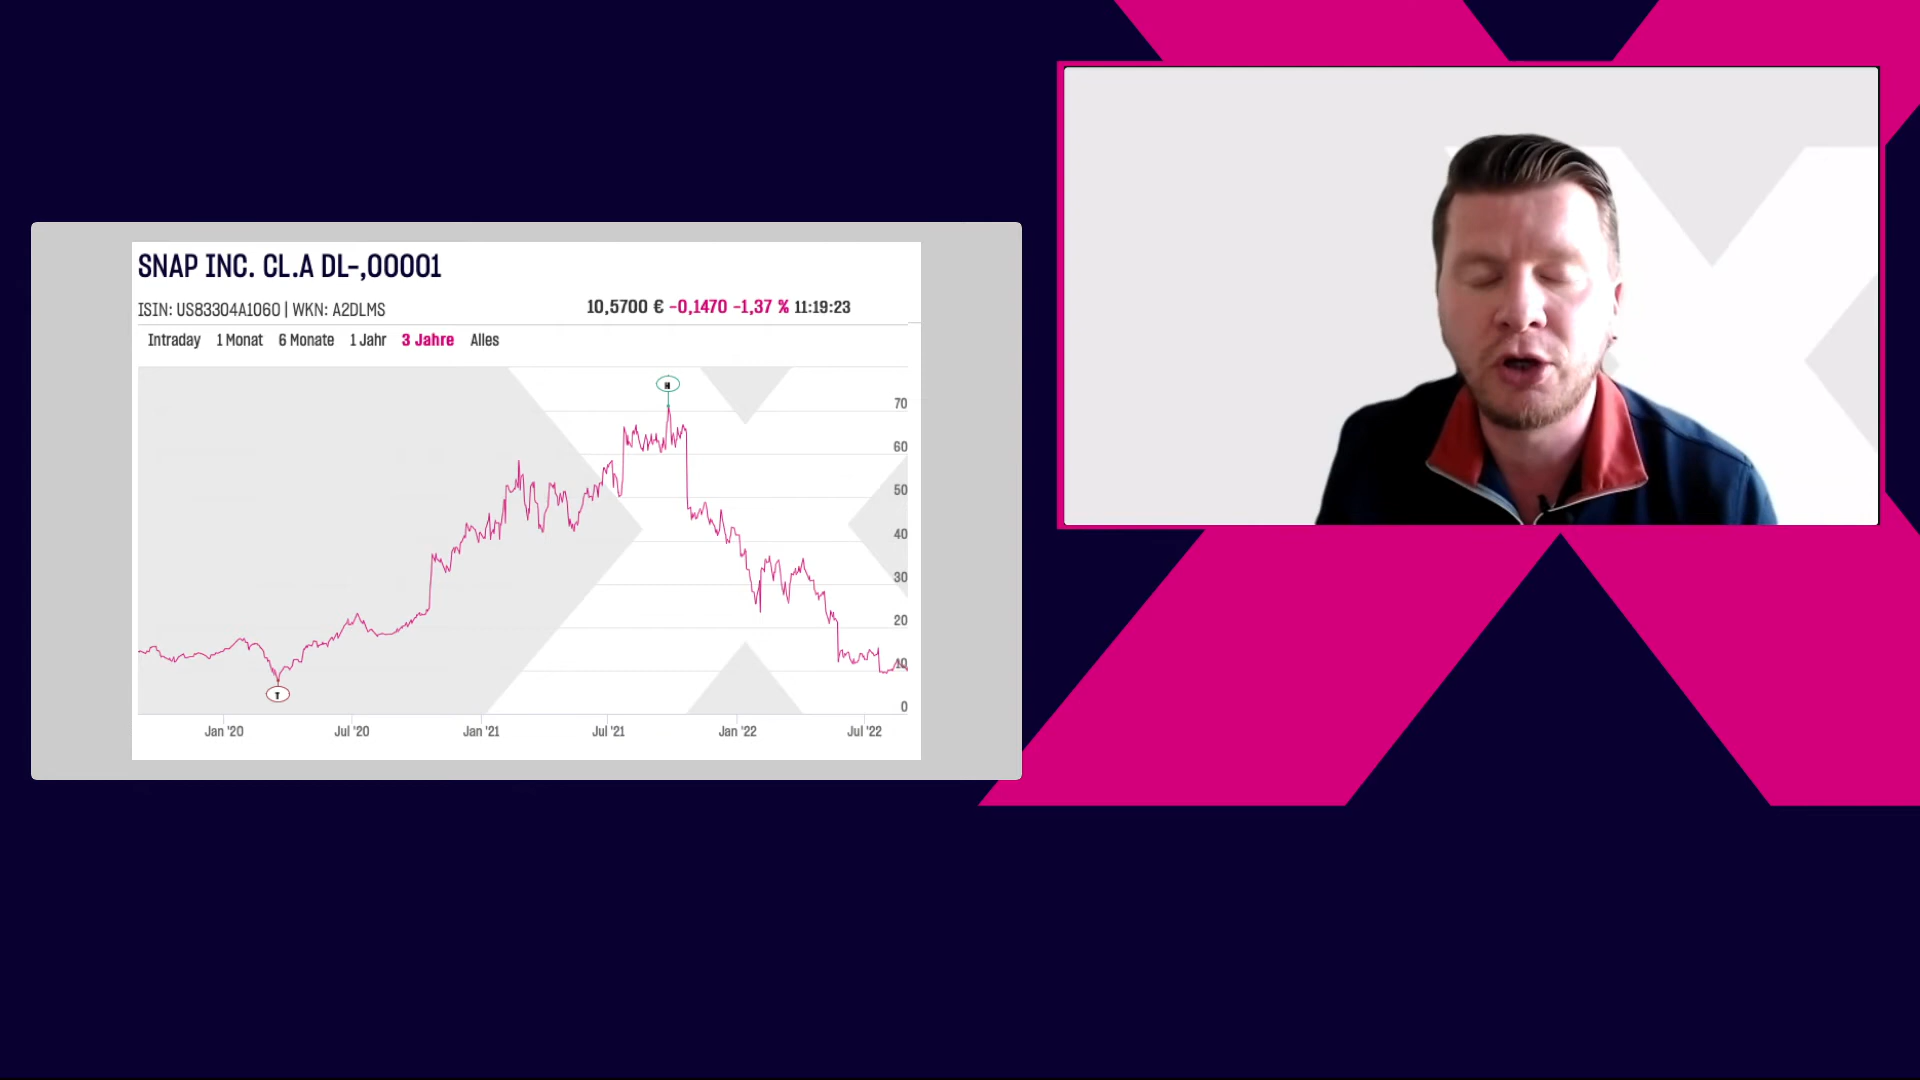 SNAP INC. CL.A DL-,00001
ISIN: US83304A1060 | WKN: A2DLMS
10,5700 € -0,1470 -1,37 % 11:19:23
Intraday 1 Monat 6 Monate 1 Jahr 3 Jahre Alles
H
70
60
50
40
30
20
10
0
T
Jan '20 Jul '20 Jan '21 Jul '21 Jan '22 Jul '22